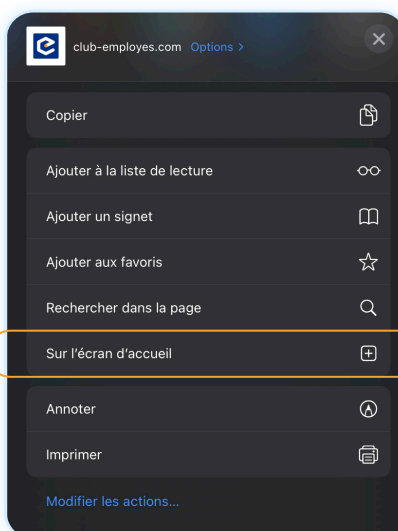 club-employes.com Options >
Copier
Ajouter à la liste de lecture
Ajouter un signet
Ajouter aux favoris
Rechercher dans la page
Sur l’écran d’accueil
Annoter
Imprimer
Modifier les actions...